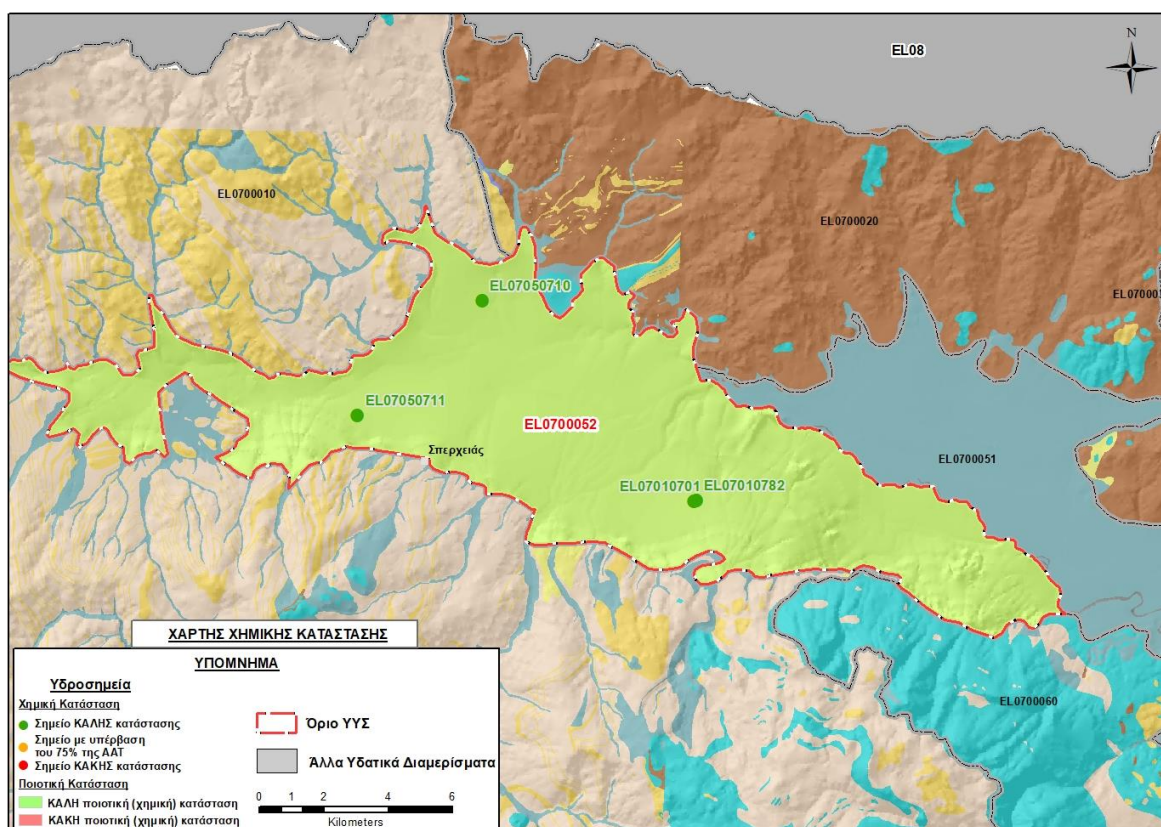 EL08
N
EL0700010
EL0700020
EL07050710
EL07050711
EL0700052
Σπερχειάς
EL0700051
EL07010701 EL07010782
EL0700060
ΧΑΡΤΗΣ ΧΗΜΙΚΗΣ ΚΑΤΑΣΤΑΣΗΣ
ΥΠΟΜΝΗΜΑ
Υδροσημεία
Χημική Κατάσταση
Σημείο ΚΑΛΗΣ κατάστασης
Σημείο με υπέρβαση
του 75% της ΑΑΤ
Σημείο ΚΑΚΗΣ κατάστασης
Ποιοτική Κατάσταση
ΚΑΛΗ ποιοτική (χημική) κατάσταση
ΚΑΚΗ ποιοτική (χημική) κατάσταση
Όριο ΥΥΣ
Άλλα Υδατικά Διαμερίσματα
0 1 2 4 6
Kilometers